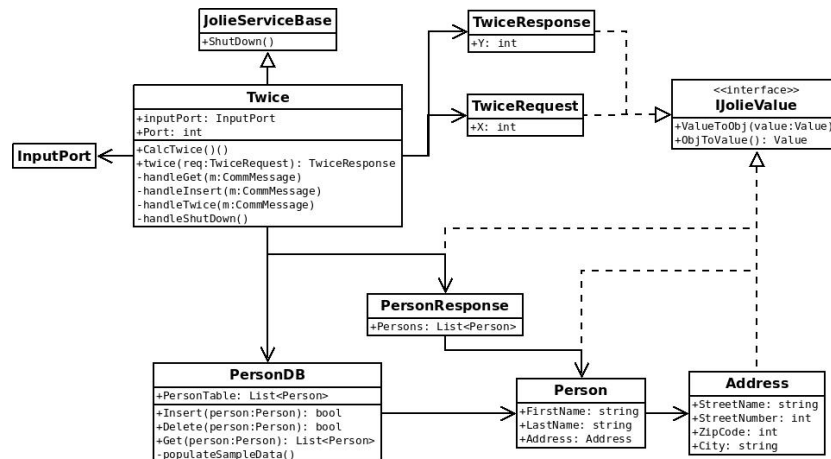 JolieServiceBase
+ShutDown()
TwiceResponse
+Y: int
Twice
+inputPort: InputPort
+Port: int
+CalcTwice()()
+twice(req:TwiceRequest): TwiceResponse
-handleGet(m:CommMessage)
-handleInsert(m:CommMessage)
-handleTwice(m:CommMessage)
-handleShutDown()
TwiceRequest
+X: int
<<interface>>
IJolieValue
+ValueToObj(value:Value)
+ObjToValue(): Value
InputPort
PersonResponse
+Persons: List<Person>
PersonDB
+PersonTable: List<Person>
+Insert(person:Person): bool
+Delete(person:Person): bool
+Get(person:Person): List<Person>
-populateSampleData()
Person
+FirstName: string
+LastName: string
+Address: Address
Address
+StreetName: string
+StreetNumber: int
+ZipCode: int
+City: string